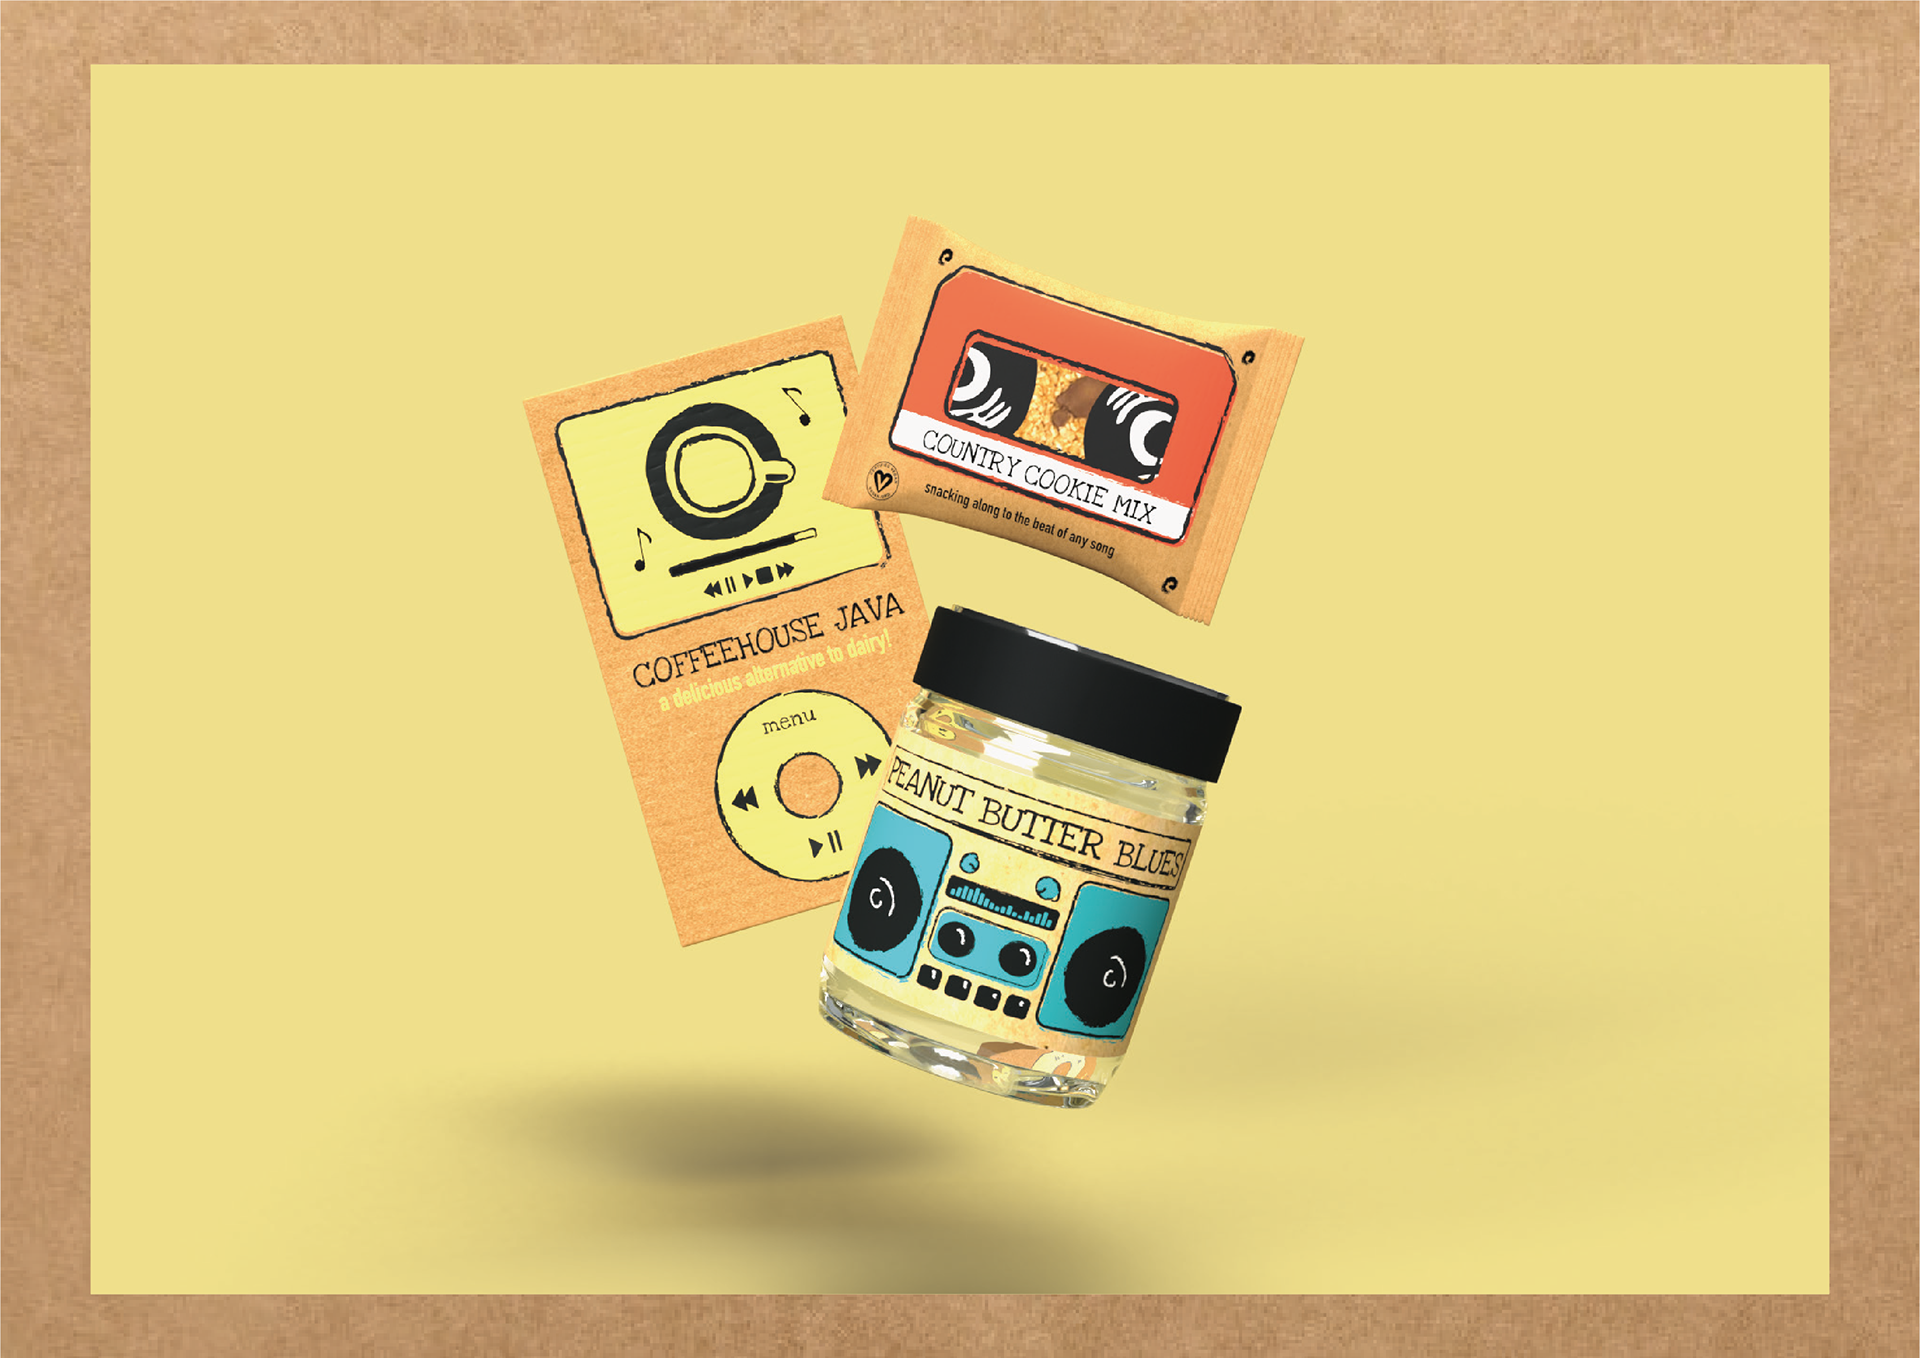 COUNTRY COOKIE MIX
snacking along to the beat of any song
COFFEEHOUSE JAVA
a delicious alternative to dairy!
menu
PEANUT BUTTER BLUES